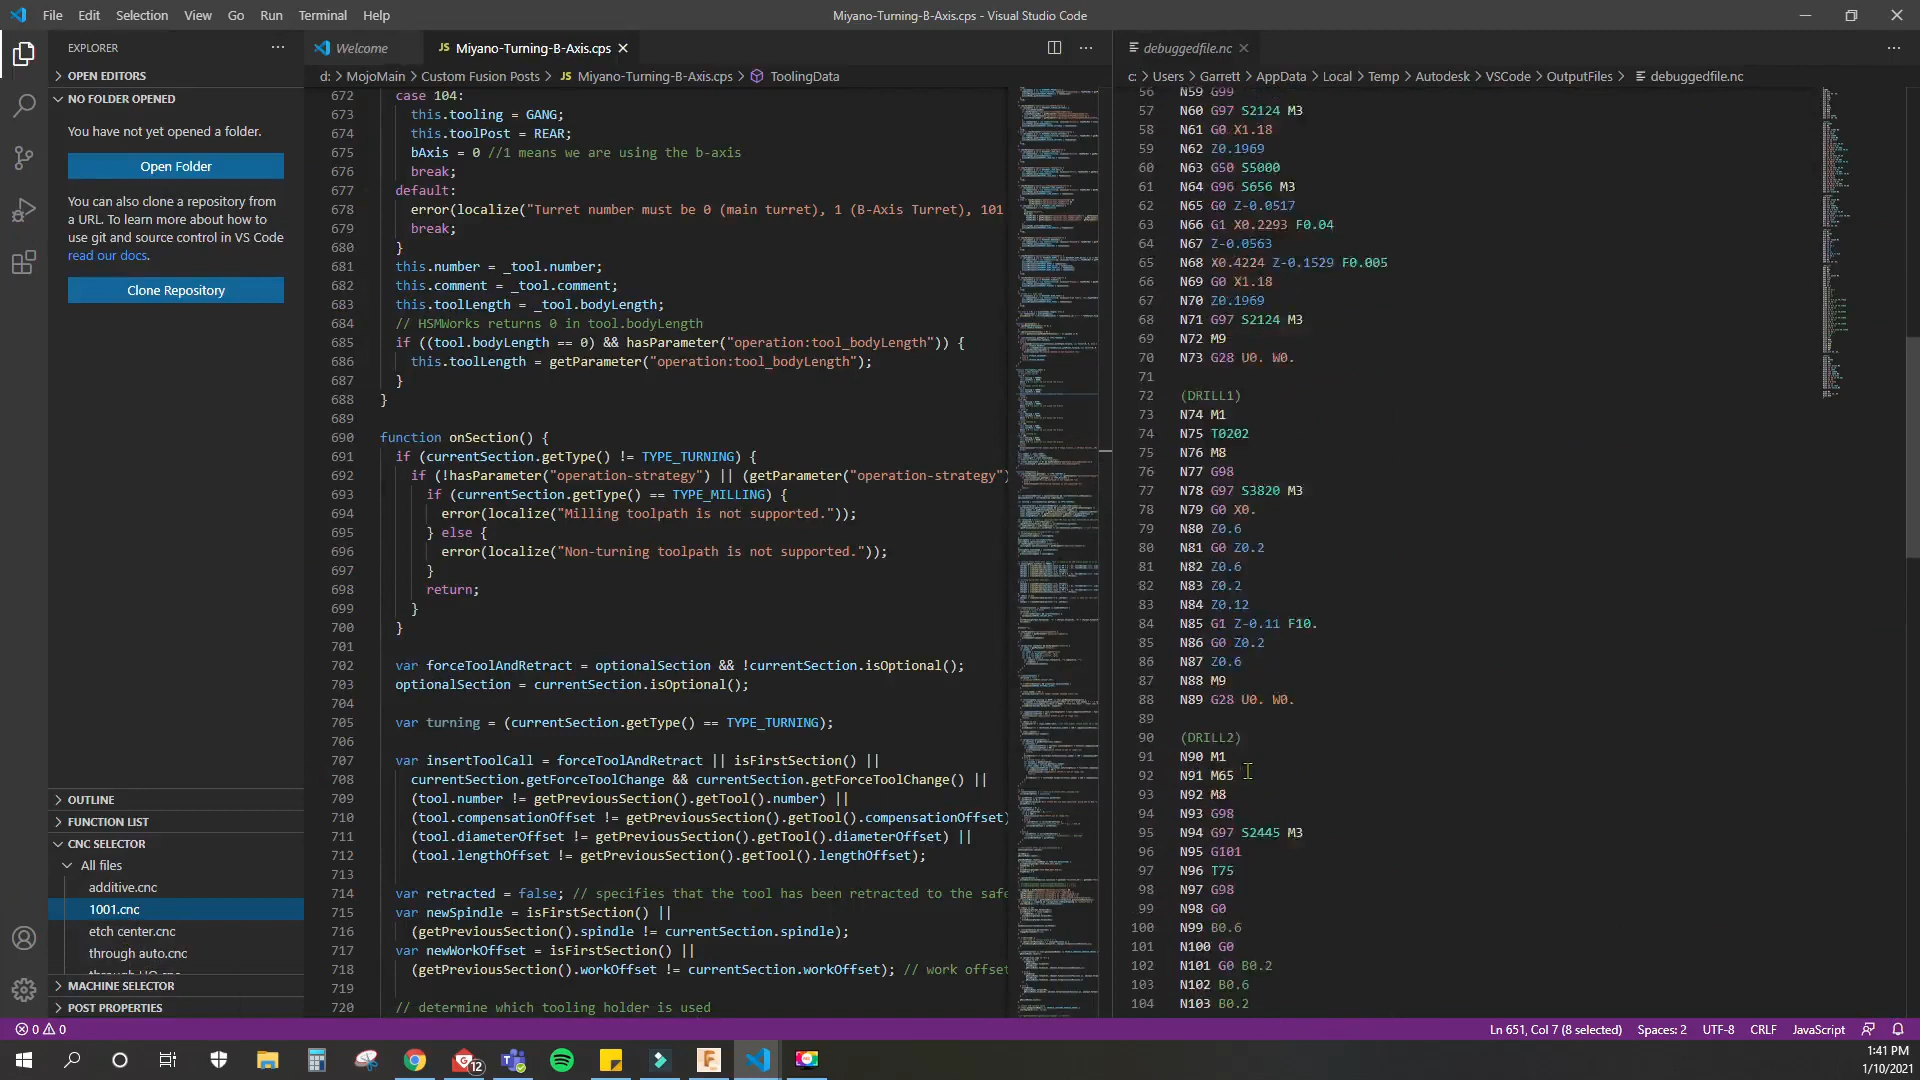 File Edit Selection View Go Run Terminal Help
Miyano-Turning-B-Axis.cps - Visual Studio Code
EXPLORER
OPEN EDITORS
NO FOLDER OPENED
You have not yet opened a folder.
Open Folder
You can also clone a repository from
a URL. To learn more about how to
use git and source control in VS Code
read our docs.
Clone Repository
OUTLINE
FUNCTION LIST
CNC SELECTOR
All files
additive.cnc
1001.cnc
etch center.cnc
through auto.cnc
MACHINE SELECTOR
POST PROPERTIES
Welcome
JS Miyano-Turning-B-Axis.cps
d: > MojoMain > Custom Fusion Posts > JS Miyano-Turning-B-Axis.cps > ToolingData
672 case 104:
673 this.tooling = GANG;
674 this.toolPost = REAR;
675 bAxis = 0 //1 means we are using the b-axis
676 break;
677 default:
678 error(localize("Turret number must be 0 (main turret), 1 (B-Axis Turret), 101
679 break;
680 }
681 this.number = _tool.number;
682 this.comment = _tool.comment;
683 this.toolLength = _tool.bodyLength;
684 // HSMWorks returns 0 in tool.bodyLength
685 if ((tool.bodyLength == 0) && hasParameter("operation:tool_bodyLength")) {
686 this.toolLength = getParameter("operation:tool_bodyLength");
687 }
688 }
689
690 function onSection() {
691 if (currentSection.getType() != TYPE_TURNING) {
692 if (!hasParameter("operation-strategy") || (getParameter("operation-strategy")
693 if (currentSection.getType() == TYPE_MILLING) {
694 error(localize("Milling toolpath is not supported."));
695 } else {
696 error(localize("Non-turning toolpath is not supported."));
697 }
698 return;
699 }
700 }
701
702 var forceToolAndRetract = optionalSection && !currentSection.isOptional();
703 optionalSection = currentSection.isOptional();
704
705 var turning = (currentSection.getType() == TYPE_TURNING);
706
707 var insertToolCall = forceToolAndRetract || isFirstSection() ||
708 currentSection.getForceToolChange && currentSection.getForceToolChange() ||
709 (tool.number != getPreviousSection().getTool().number) ||
710 (tool.compensationOffset != getPreviousSection().getTool().compensationOffset)
711 (tool.diameterOffset != getPreviousSection().getTool().diameterOffset) ||
712 (tool.lengthOffset != getPreviousSection().getTool().lengthOffset);
713
714 var retracted = false; // specifies that the tool has been retracted to the safe
715 var newSpindle = isFirstSection() ||
716 (getPreviousSection().spindle != currentSection.spindle);
717 var newWorkOffset = isFirstSection() ||
718 (getPreviousSection().workOffset != currentSection.workOffset); // work offset
719
720 // determine which tooling holder is used
debuggedfile.nc
c: > Users > Garrett > AppData > Local > Temp > Autodesk > VSCode > OutputFiles > debuggedfile.nc
56 N59 G99
57 N60 G97 S2124 M3
58 N61 G0 X1.18
59 N62 Z0.1969
60 N63 G50 S5000
61 N64 G96 S656 M3
62 N65 G0 Z-0.0517
63 N66 G1 X0.2293 F0.04
64 N67 Z-0.0563
65 N68 X0.4224 Z-0.1529 F0.005
66 N69 G0 X1.18
67 N70 Z0.1969
68 N71 G97 S2124 M3
69 N72 M9
70 N73 G28 U0. W0.
71
72 (DRILL1)
73 N74 M1
74 N75 T0202
75 N76 M8
76 N77 G98
77 N78 G97 S3820 M3
78 N79 G0 X0.
79 N80 Z0.6
80 N81 G0 Z0.2
81 N82 Z0.6
82 N83 Z0.2
83 N84 Z0.12
84 N85 G1 Z-0.11 F10.
85 N86 G0 Z0.2
86 N87 Z0.6
87 N88 M9
88 N89 G28 U0. W0.
89
90 (DRILL2)
91 N90 M1
92 N91 M65
93 N92 M8
94 N93 G98
95 N94 G97 S2445 M3
96 N95 G101
97 N96 T75
98 N97 G98
99 N98 G0
100 N99 B0.6
101 N100 G0
102 N101 G0 B0.2
103 N102 B0.6
104 N103 B0.2
0 0
Ln 651, Col 7 (8 selected) Spaces: 2 UTF-8 CRLF JavaScript
12
1:41 PM
1/10/2021